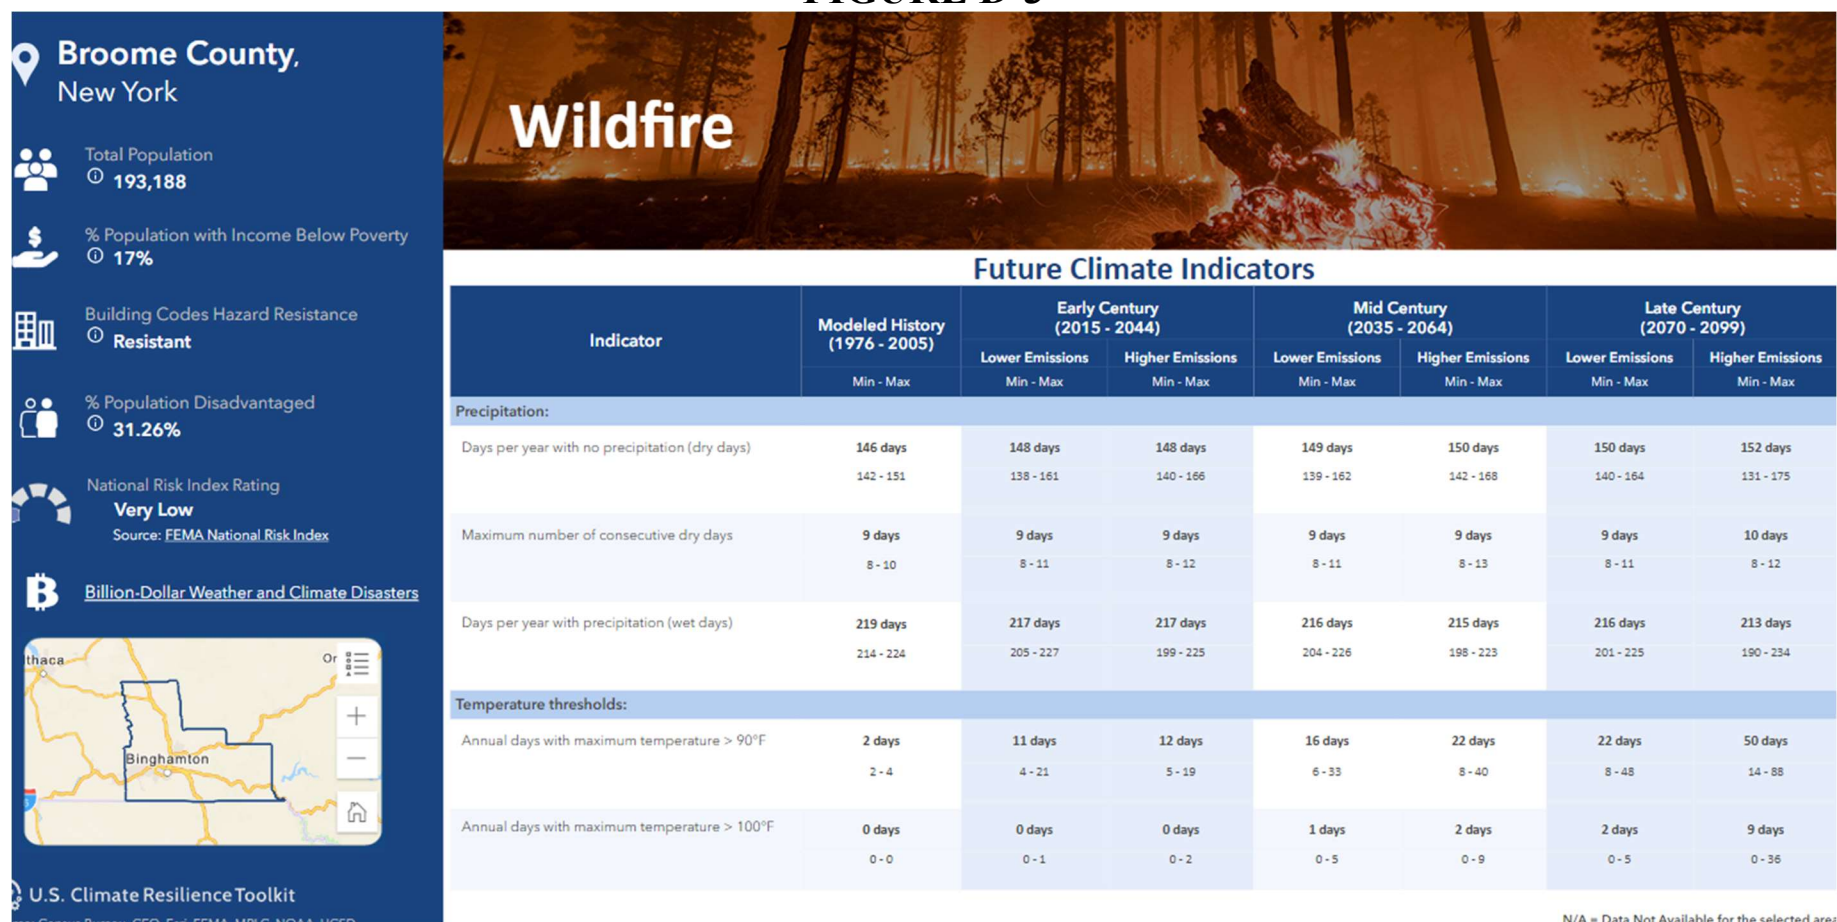 FIGURE D-3
Broome County,
New York
Total Population
193,188
% Population with Income Below Poverty
17%
Building Codes Hazard Resistance
Resistant
% Population Disadvantaged
31.26%
National Risk Index Rating
Very Low
Source: FEMA National Risk Index
Billion-Dollar Weather and Climate Disasters
thaca
Or
Binghamton
U.S. Climate Resilience Toolkit
Wildfire
Future Climate Indicators
Indicator
Modeled History
(1976 - 2005)
Early Century
(2015 - 2044)
Mid Century
(2035 - 2064)
Late Century
(2070 - 2099)
Lower Emissions Higher Emissions Lower Emissions Higher Emissions Lower Emissions Higher Emissions
Min - Max Min - Max Min - Max Min - Max Min - Max Min - Max Min - Max
Precipitation:
Days per year with no precipitation (dry days) 146 days 148 days 148 days 149 days 150 days 150 days 152 days
142 - 151 138 - 161 140 - 166 139 - 162 142 - 168 140 - 164 131 - 175
Maximum number of consecutive dry days 9 days 9 days 9 days 9 days 9 days 9 days 10 days
8 - 10 8 - 11 8 - 12 8 - 11 8 - 13 8 - 11 8 - 12
Days per year with precipitation (wet days) 219 days 217 days 217 days 216 days 215 days 216 days 213 days
214 - 224 205 - 227 199 - 225 204 - 226 198 - 223 201 - 225 190 - 234
Temperature thresholds:
Annual days with maximum temperature > 90°F 2 days 11 days 12 days 16 days 22 days 22 days 50 days
2 - 4 4 - 21 5 - 19 6 - 33 8 - 40 8 - 48 14 - 88
Annual days with maximum temperature > 100°F 0 days 0 days 0 days 1 days 2 days 2 days 9 days
0 - 0 0 - 1 0 - 2 0 - 5 0 - 9 0 - 5 0 - 36
N/A = Data Not Available for the selected area